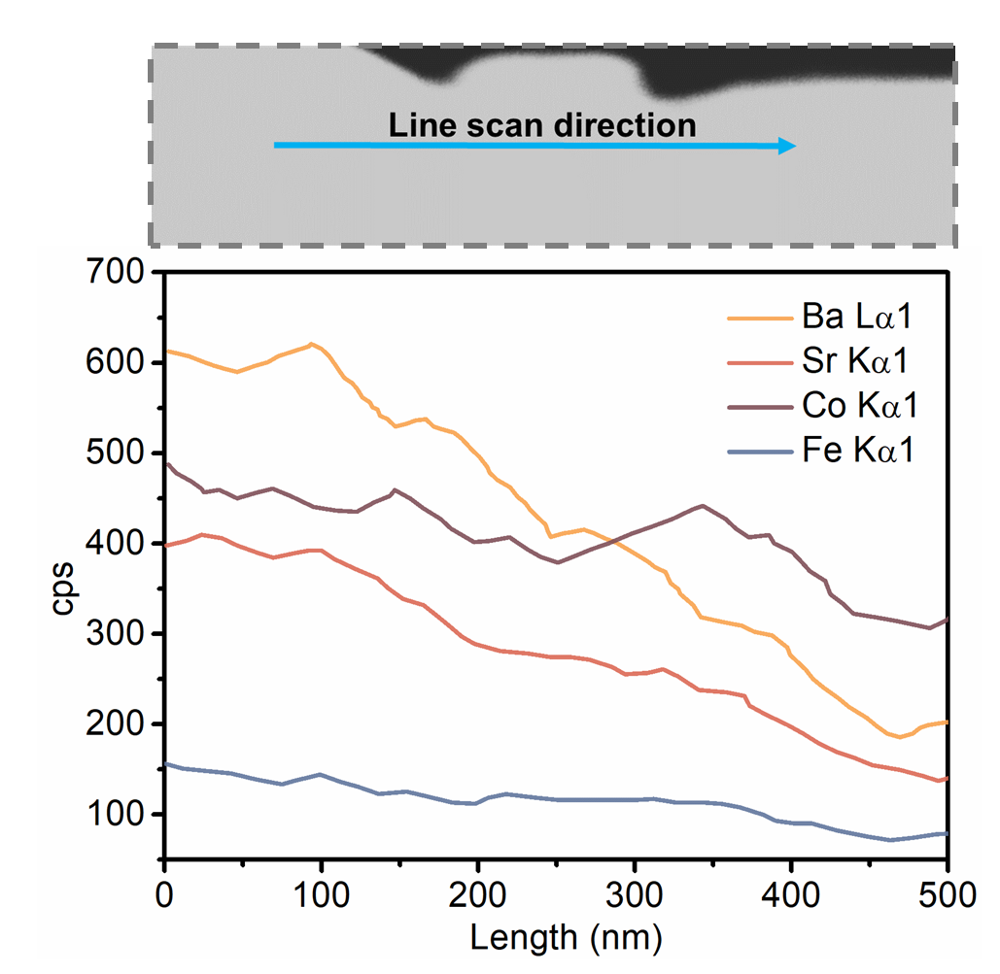 Line scan direction
700
600
500
400
300
200
100
cps
Ba Lα1
Sr Kα1
Co Kα1
Fe Kα1
0 100 200 300 400 500
Length (nm)